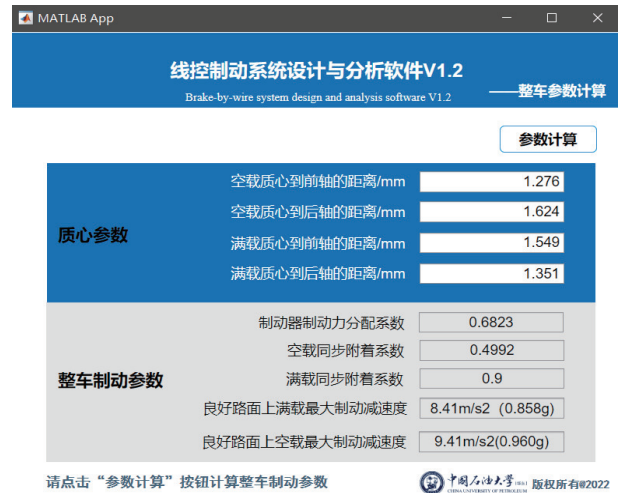 MATLAB App
线控制动系统设计与分析软件V1.2
Brake-by-wire system design and analysis software V1.2
——整车参数计算
参数计算
质心参数
空载质心到前轴的距离/mm 1.276
空载质心到后轴的距离/mm 1.624
满载质心到前轴的距离/mm 1.549
满载质心到后轴的距离/mm 1.351
整车制动参数
制动器制动力分配系数 0.6823
空载同步附着系数 0.4992
满载同步附着系数 0.9
良好路面上满载最大制动减速度 8.41m/s2 (0.858g)
良好路面上空载最大制动减速度 9.41m/s2(0.960g)
请点击“参数计算”按钮计算整车制动参数
中国石油大学
CHINA UNIVERSITY OF PETROLEUM
版权所有@2022